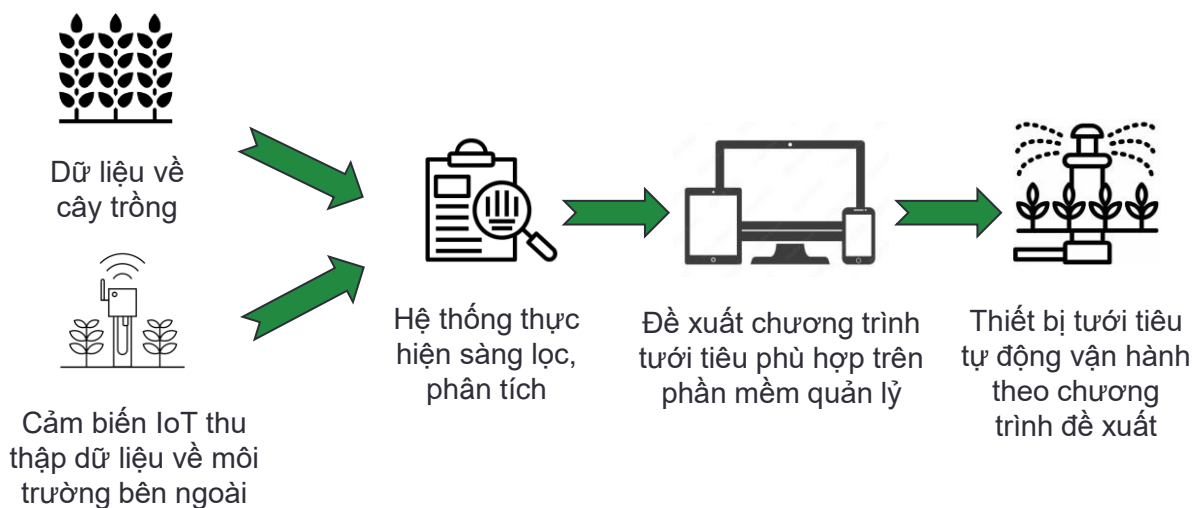 Dữ liệu về
cây trồng
Cảm biến IoT thu
thập dữ liệu về môi
trường bên ngoài
Hệ thống thực
hiện sàng lọc,
phân tích
Đề xuất chương trình
tưới tiêu phù hợp trên
phần mềm quản lý
Thiết bị tưới tiêu
tự động vận hành
theo chương
trình đề xuất